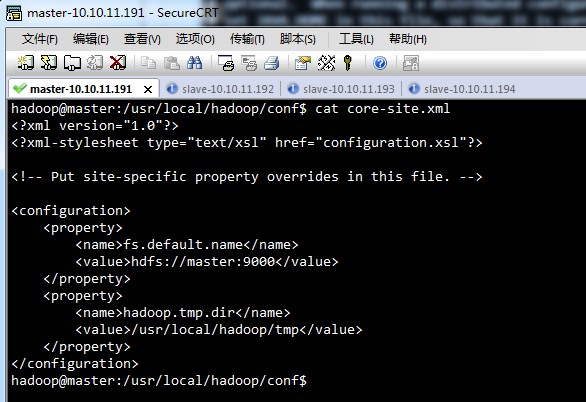 master-10.10.11.191 - SecureCRT
文件(F) 编辑(E) 查看(V) 选项(O) 传输(T) 脚本(S) 工具(L) 帮助(H)
master-10.10.11.191 x slave-10.10.11.192 slave-10.10.11.193 slave-10.10.11.194
hadoop@master:/usr/local/hadoop/conf$ cat core-site.xml
<?xml version="1.0"?>
<?xml-stylesheet type="text/xsl" href="configuration.xsl"?>
<!-- Put site-specific property overrides in this file. -->
<configuration>
    <property>
        <name>fs.default.name</name>
        <value>hdfs://master:9000</value>
    </property>
    <property>
        <name>hadoop.tmp.dir</name>
        <value>/usr/local/hadoop/tmp</value>
    </property>
</configuration>
hadoop@master:/usr/local/hadoop/conf$